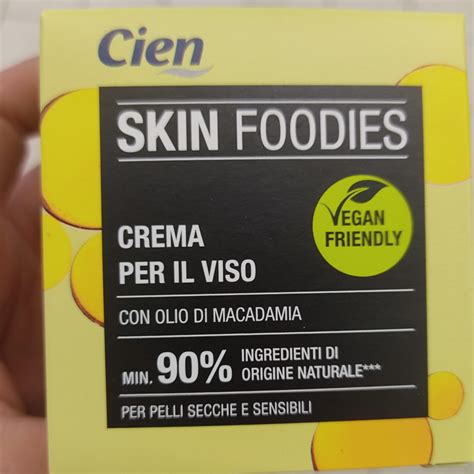 Cien
SKIN FOODIES
VEGAN
FRIENDLY
CREMA
PER IL VISO
CON OLIO DI MACADAMIA
MIN. 90% INGREDIENTI DI
ORIGINE NATURALE***
PER PELLI SECCHE E SENSIBILI